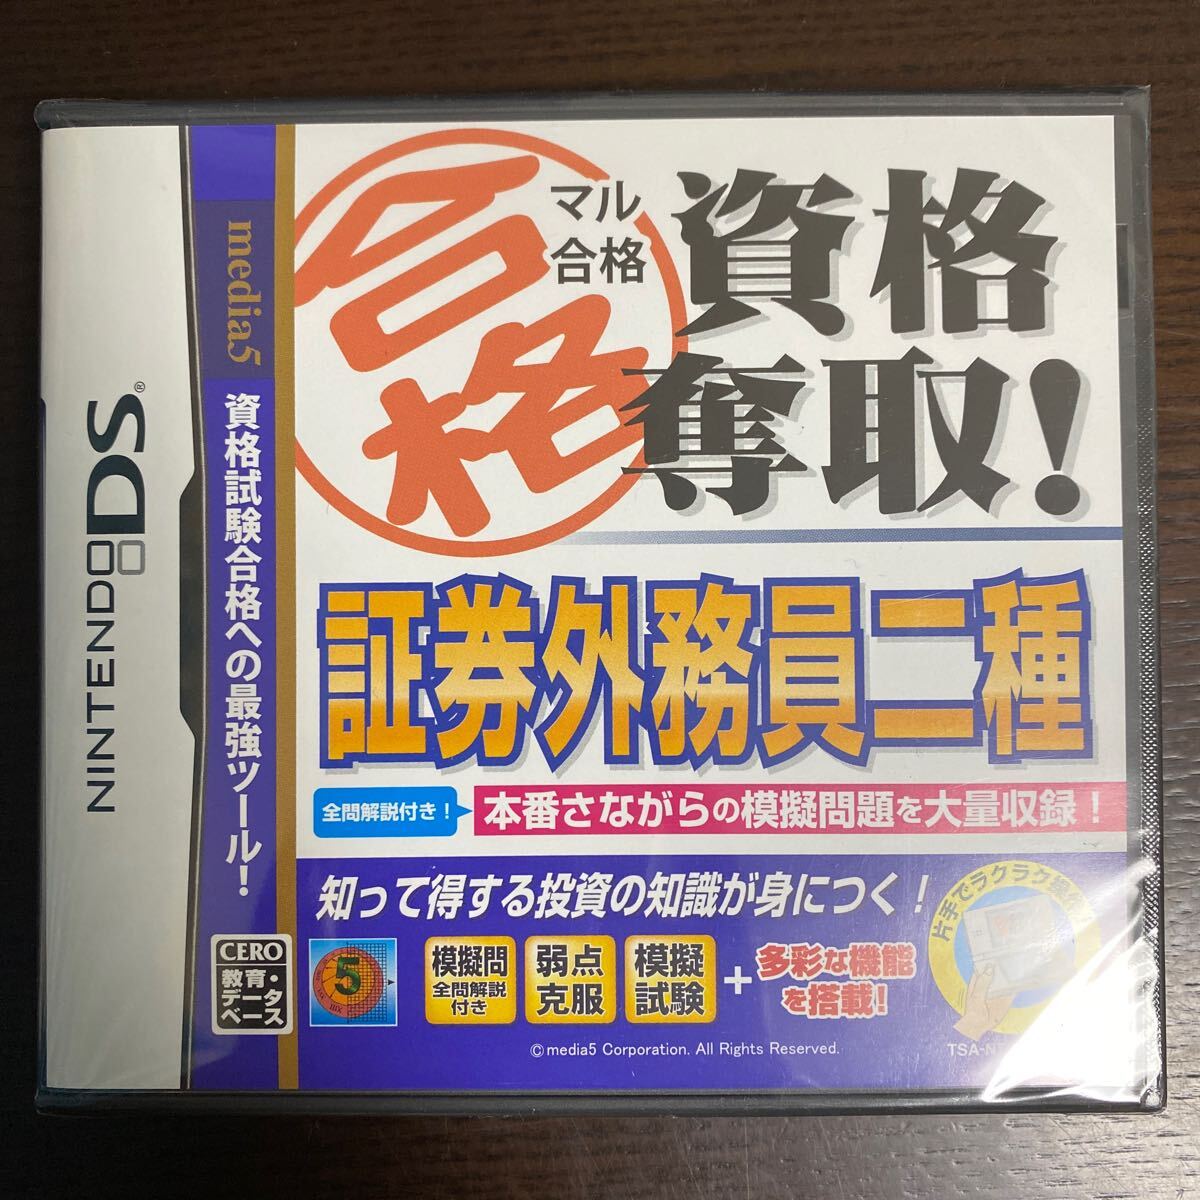 NINTENDO DS®
media5
資格試験合格への最強ツール!
CERO
教育・
データ
ベース
合格
マル
合格
資格
奪取!
証券外務員二種
全問解説付き!
本番さながらの模擬問題を大量収録!
知って得する投資の知識が身につく!
片手でラクラク操作
5
模擬問
全問解説
付き
弱点
克服
模擬
試験
+
多彩な機能
を搭載!
©media5 Corporation. All Rights Reserved.